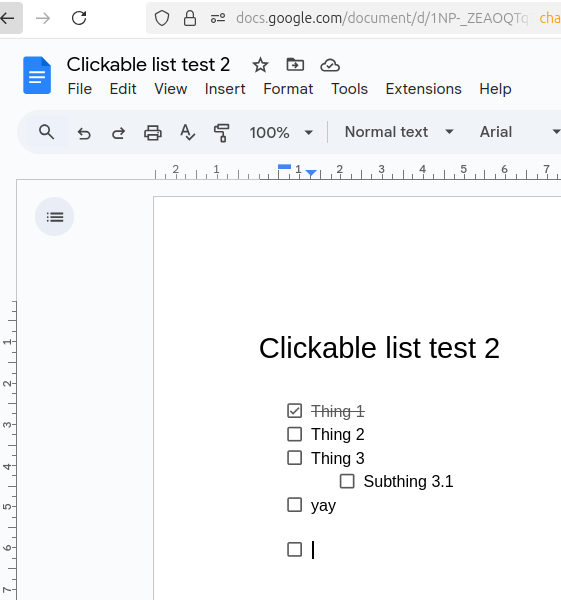 docs.google.com/document/d/1NP-_ZEAOQTq cha
Clickable list test 2
File Edit View Insert Format Tools Extensions Help
100% Normal text Arial
2 1 1 2 3 4 5 6 7
Clickable list test 2
Thing 1
Thing 2
Thing 3
Subthing 3.1
yay
1
2
3
4
5
6
7